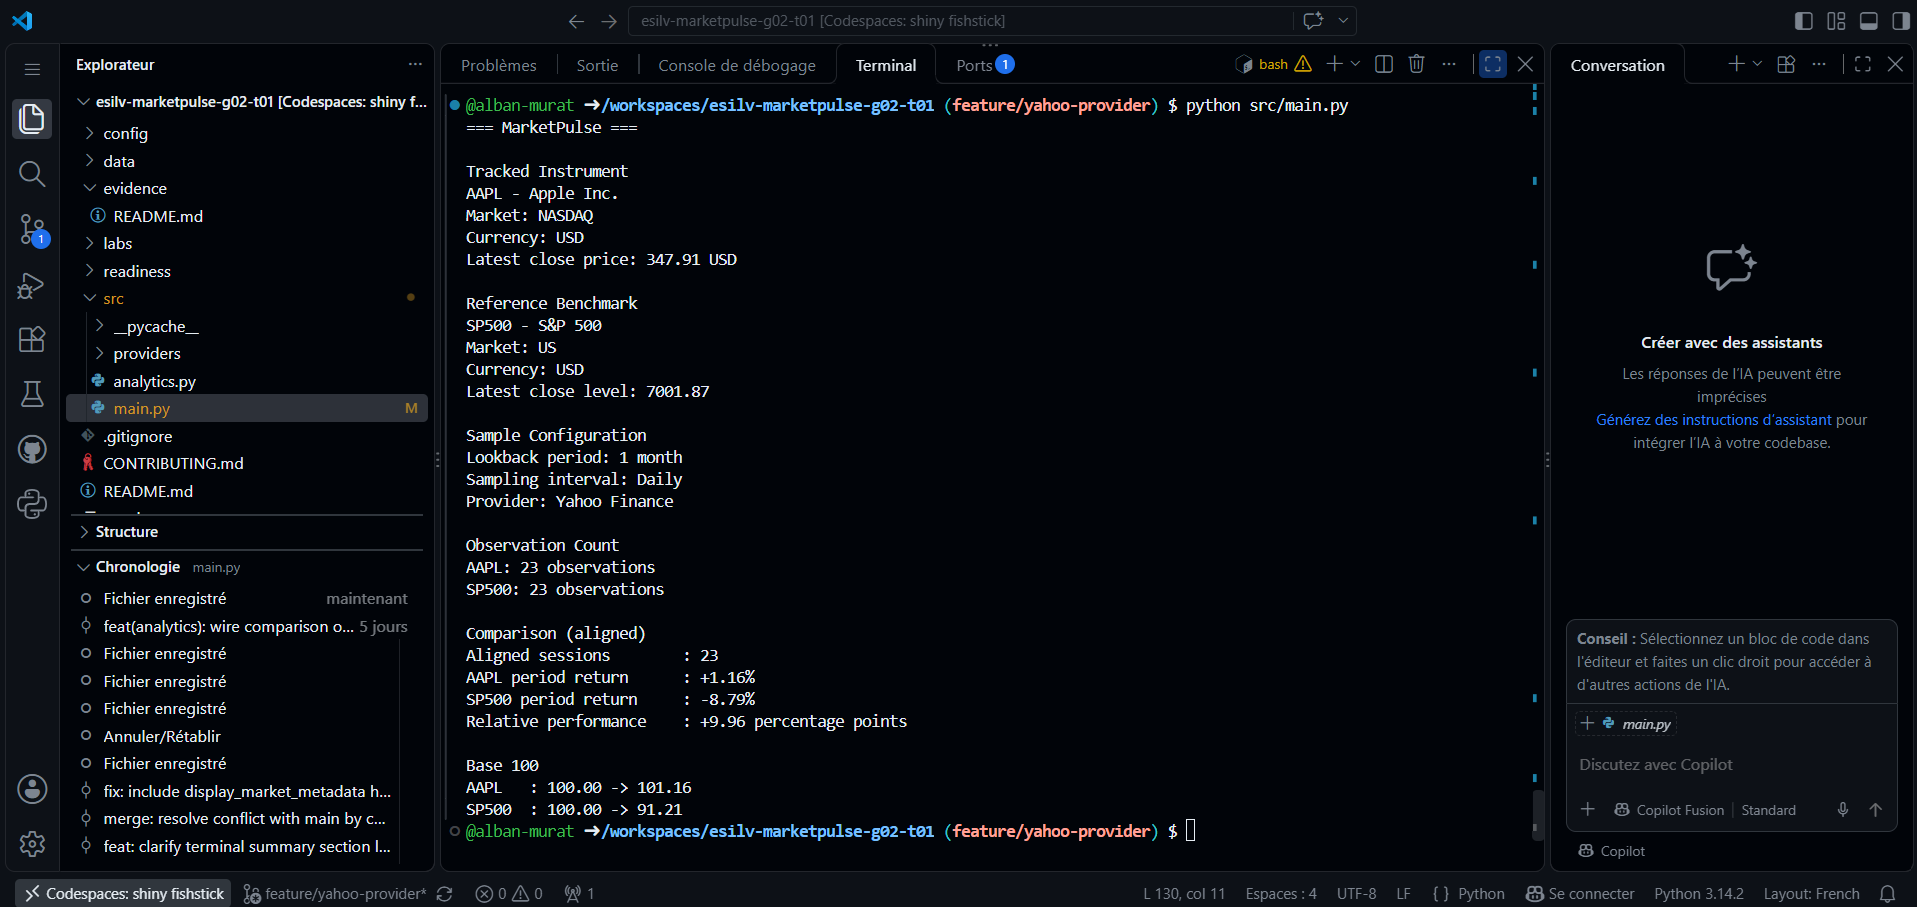 esilv-marketpulse-g02-t01 [Codespaces: shiny fishstick]
Explorateur
esilv-marketpulse-g02-t01 [Codespaces: shiny f...
config
data
evidence
README.md
labs
readiness
src
__pycache__
providers
analytics.py
main.py M
.gitignore
CONTRIBUTING.md
README.md
Structure
Chronologie main.py
Fichier enregistré maintenant
feat(analytics): wire comparison o... 5 jours
Fichier enregistré
Fichier enregistré
Fichier enregistré
Annuler/Rétablir
Fichier enregistré
fix: include display_market_metadata h...
merge: resolve conflict with main by c...
feat: clarify terminal summary section l...
1
Problèmes Sortie Console de débogage Terminal Ports 1 bash
@alban-murat ➜/workspaces/esilv-marketpulse-g02-t01 (feature/yahoo-provider) $ python src/main.py
=== MarketPulse ===
Tracked Instrument
AAPL - Apple Inc.
Market: NASDAQ
Currency: USD
Latest close price: 347.91 USD
Reference Benchmark
SP500 - S&P 500
Market: US
Currency: USD
Latest close level: 7001.87
Sample Configuration
Lookback period: 1 month
Sampling interval: Daily
Provider: Yahoo Finance
Observation Count
AAPL: 23 observations
SP500: 23 observations
Comparison (aligned)
Aligned sessions : 23
AAPL period return : +1.16%
SP500 period return : -8.79%
Relative performance : +9.96 percentage points
Base 100
AAPL : 100.00 -> 101.16
SP500 : 100.00 -> 91.21
@alban-murat ➜/workspaces/esilv-marketpulse-g02-t01 (feature/yahoo-provider) $
Conversation
Créer avec des assistants
Les réponses de l'IA peuvent être
imprécises
Générez des instructions d'assistant pour
intégrer l'IA à votre codebase.
Conseil : Sélectionnez un bloc de code dans
l'éditeur et faites un clic droit pour accéder à
d'autres actions de l'IA.
main.py
Discutez avec Copilot
Copilot Fusion Standard
Copilot
Codespaces: shiny fishstick feature/yahoo-provider* 0 0 1 L 130, col 11 Espaces : 4 UTF-8 LF {} Python Se connecter Python 3.14.2 Layout: French